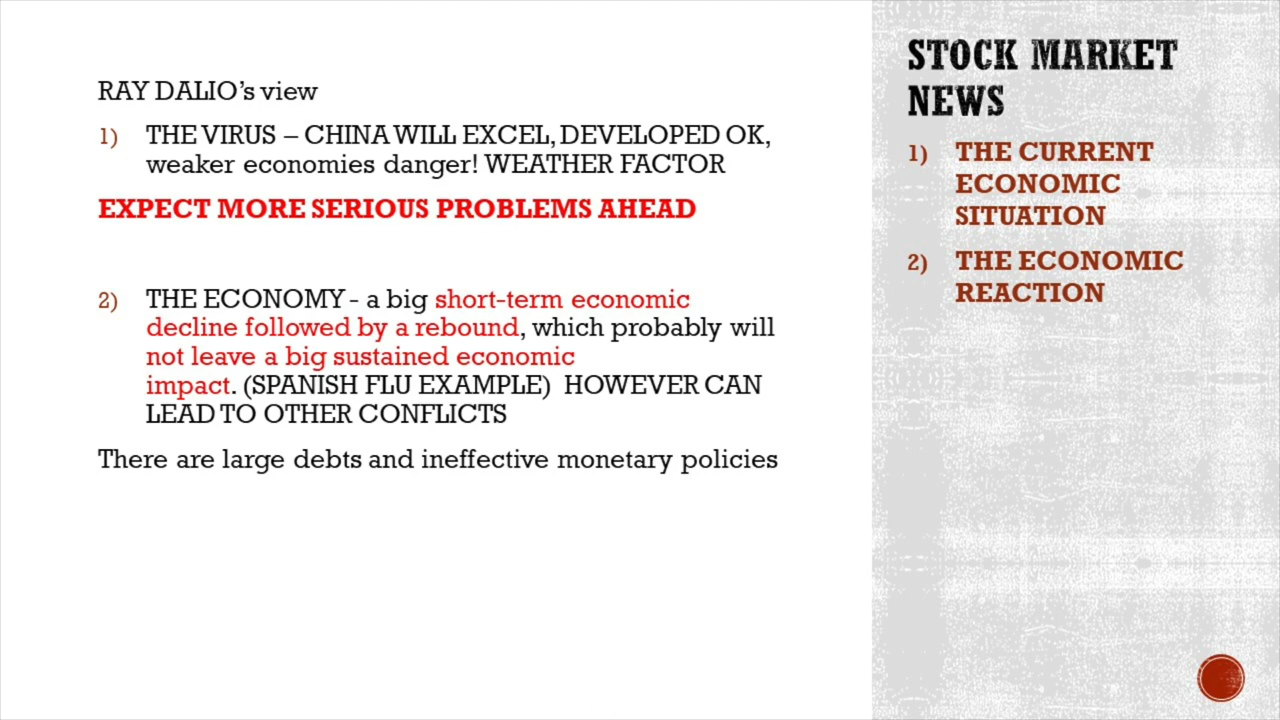 RAY DALIO's view
1) THE VIRUS – CHINA WILL EXCEL, DEVELOPED OK,
weaker economies danger! WEATHER FACTOR
EXPECT MORE SERIOUS PROBLEMS AHEAD
2) THE ECONOMY - a big short-term economic
decline followed by a rebound, which probably will
not leave a big sustained economic
impact. (SPANISH FLU EXAMPLE) HOWEVER CAN
LEAD TO OTHER CONFLICTS
There are large debts and ineffective monetary policies
STOCK MARKET
NEWS
1) THE CURRENT
ECONOMIC
SITUATION
2) THE ECONOMIC
REACTION